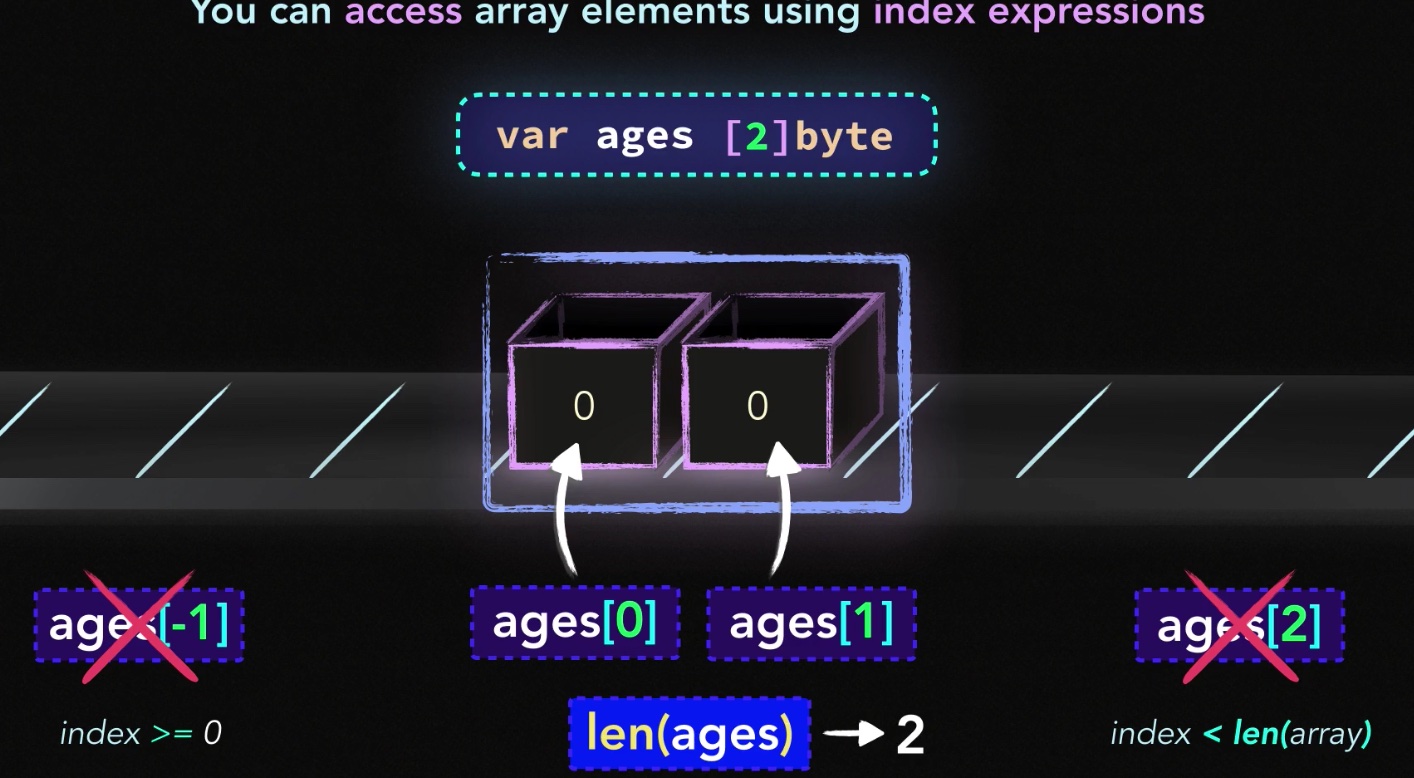 You can access array elements using index expressions
var ages [2]byte
0
0
ages[-1]
ages[0]
ages[1]
ages[2]
index >= 0
len(ages) → 2
index < len(array)